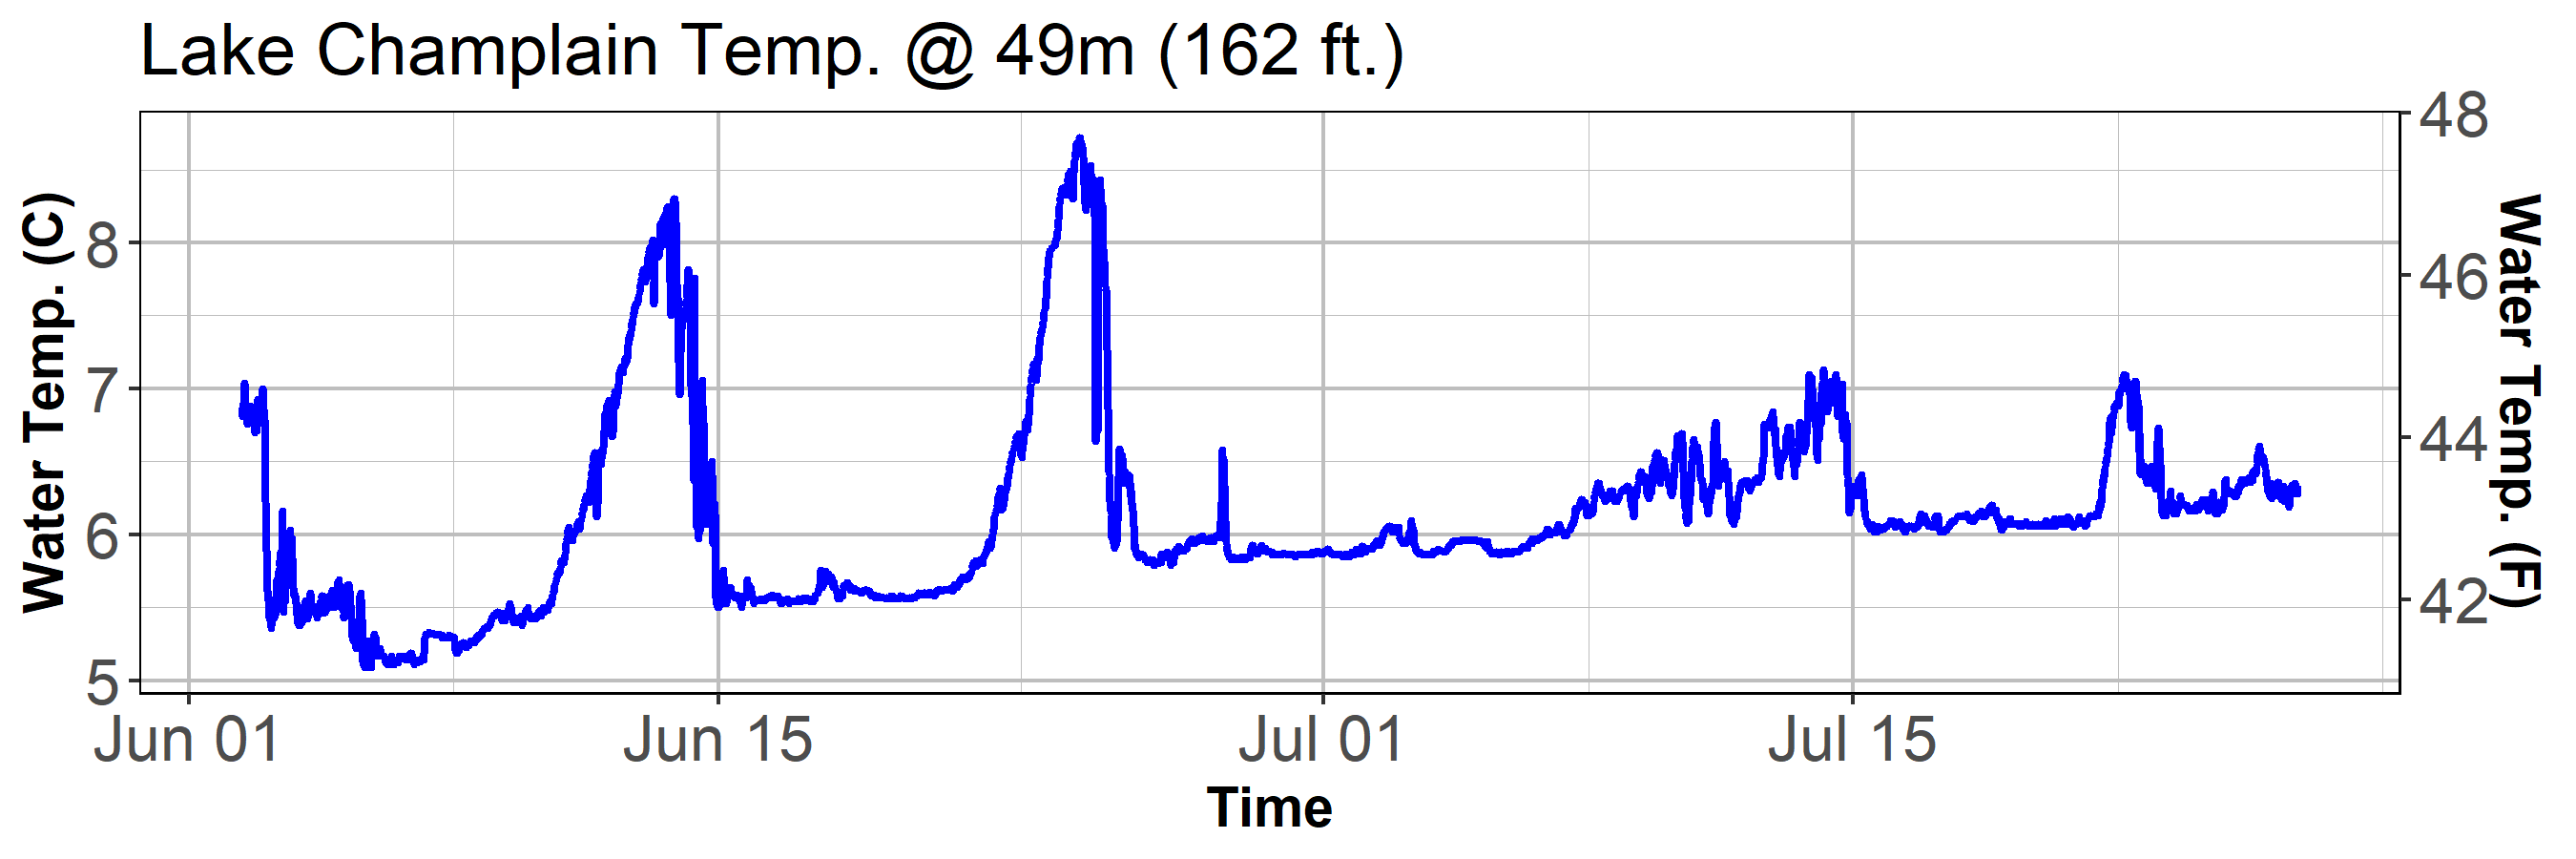 Lake Champlain Temp. @ 49m (162 ft.)
Water Temp. (C)
8
7
6
5
48
46
44
42
Water Temp. (F)
Jun 01
Jun 15
Jul 01
Jul 15
Time